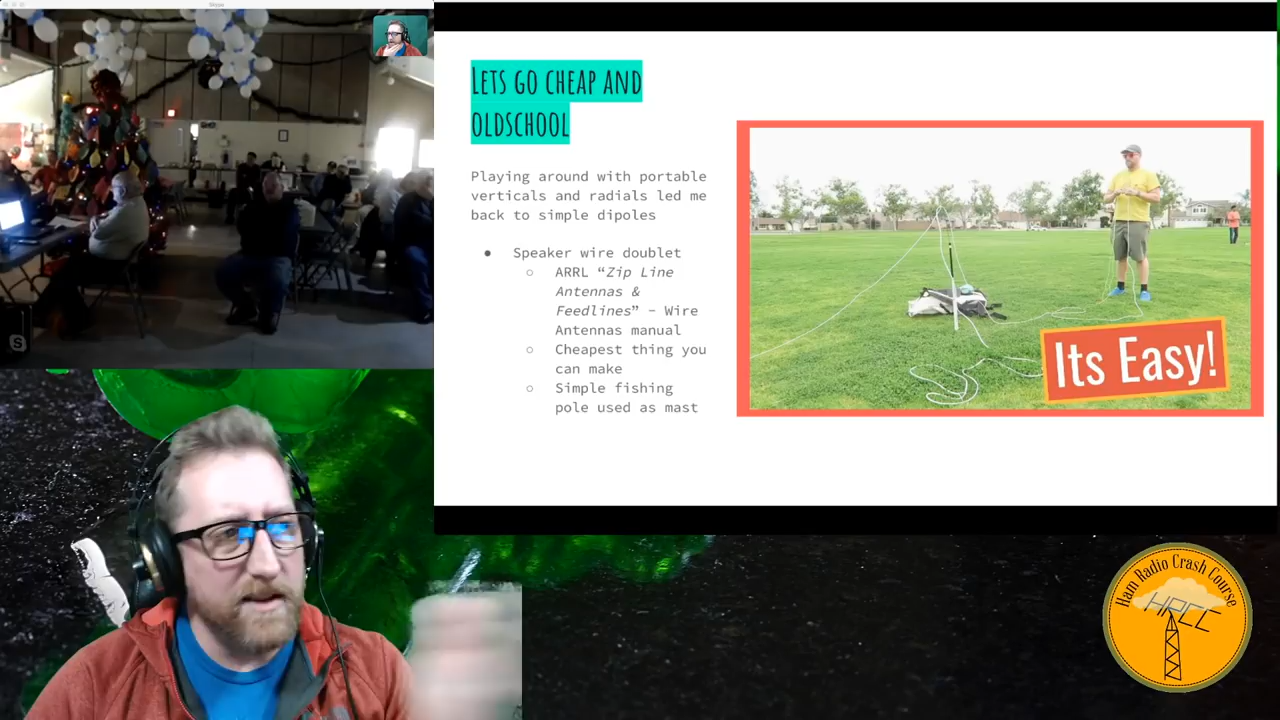 Skype
LETS GO CHEAP AND
OLDSCHOOL
Playing around with portable
verticals and radials led me
back to simple dipoles
● Speaker wire doublet
○ ARRL “Zip Line
Antennas &
Feedlines” – Wire
Antennas manual
○ Cheapest thing you
can make
○ Simple fishing
pole used as mast
Its Easy!
S
Ham Radio Crash Course
HRCC